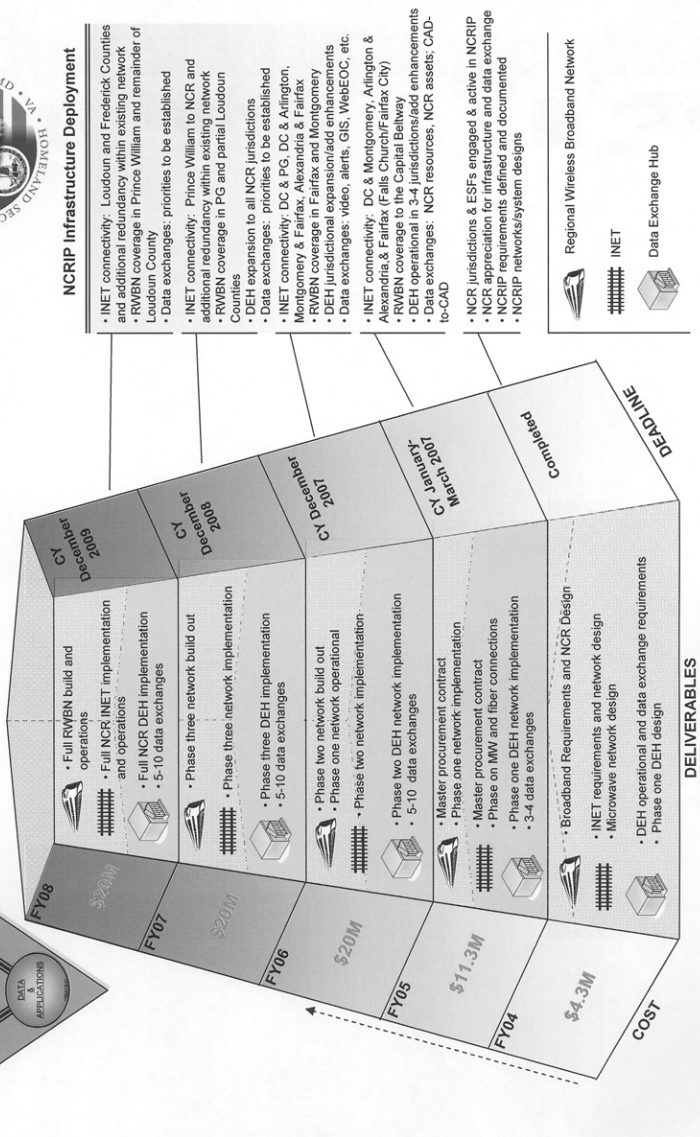 MD • VA • HOMELAND SEC
NCRIP Infrastructure Deployment
• INET connectivity: Loudoun and Frederick Counties
and additional redundancy within existing network
• RWBN coverage in Prince William and remainder of
Loudoun County
• Data exchanges: priorities to be established
• INET connectivity: Prince William to NCR and
additional redundancy within existing network
• RWBN coverage in PG and partial Loudoun
Counties
• DEH expansion to all NCR jurisdictions
• Data exchanges: priorities to be established
• INET connectivity: DC & PG, DC & Arlington,
Montgomery & Fairfax, Alexandria & Fairfax
• RWBN coverage in Fairfax and Montgomery
• DEH jurisdictional expansion/add enhancements
• Data exchanges: video, alerts, GIS, WebEOC, etc.
• INET connectivity: DC & Montgomery, Arlington &
Alexandria,& Fairfax (Falls Church/Fairfax City)
• RWBN coverage to the Capital Beltway
• DEH operational in 3-4 jurisdictions/add enhancements
• Data exchanges: NCR resources, NCR assets; CAD-
to-CAD
• NCR jurisdictions & ESFs engaged & active in NCRIP
• NCR appreciation for infrastructure and data exchange
• NCRIP requirements defined and documented
• NCRIP networks/system designs
Regional Wireless Broadband Network
INET
Data Exchange Hub
DATA
&
APPLICATIONS
FY08
$20M
• Full RWBN build and
operations
• Full NCR INET implementation
and operations
• Full NCR DEH implementation
• 5-10 data exchanges
CY
December
2009
FY07
$20M
• Phase three network build out
• Phase three network implementation
• Phase three DEH implementation
• 5-10 data exchanges
CY
December
2008
FY06
$20M
• Phase two network build out
• Phase one network operational
• Phase two network implementation
• Phase two DEH network implementation
• 5-10 data exchanges
CY December
2007
FY05
$11.3M
• Master procurement contract
• Phase one network implementation
• Master procurement contract
• Phase on MW and fiber connections
• Phase one DEH network implementation
• 3-4 data exchanges
CY January-
March 2007
FY04
$4.3M
• Broadband Requirements and NCR Design
• INET requirements and network design
• Microwave network design
• DEH operational and data exchange requirements
• Phase one DEH design
Completed
COST
DELIVERABLES
DEADLINE